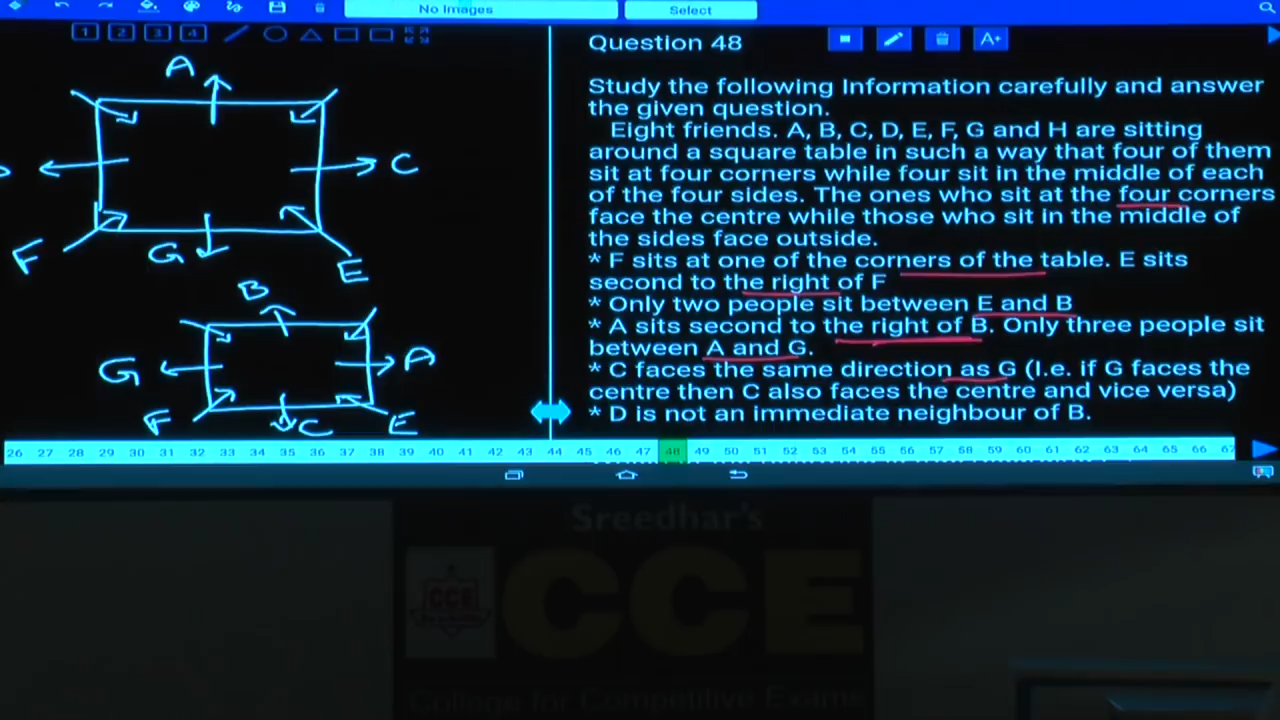 No Images
Select
1 2 3 4
A
C
F
G
E
B
G
A
F
C
E
Question 48
A+
Study the following Information carefully and answer
the given question.
Eight friends. A, B, C, D, E, F, G and H are sitting
around a square table in such a way that four of them
sit at four corners while four sit in the middle of each
of the four sides. The ones who sit at the four corners
face the centre while those who sit in the middle of
the sides face outside.
* F sits at one of the corners of the table. E sits
second to the right of F
* Only two people sit between E and B
* A sits second to the right of B. Only three people sit
between A and G.
* C faces the same direction as G (I.e. if G faces the
centre then C also faces the centre and vice versa)
* D is not an immediate neighbour of B.
26 27 28 29 30 31 32 33 34 35 36 37 38 39 40 41 42 43 44 45 46 47 48 49 50 51 52 53 54 55 56 57 58 59 60 61 62 63 64 65 66 67
Sreedhar's
CCE
CCE
College for Competitive Exams